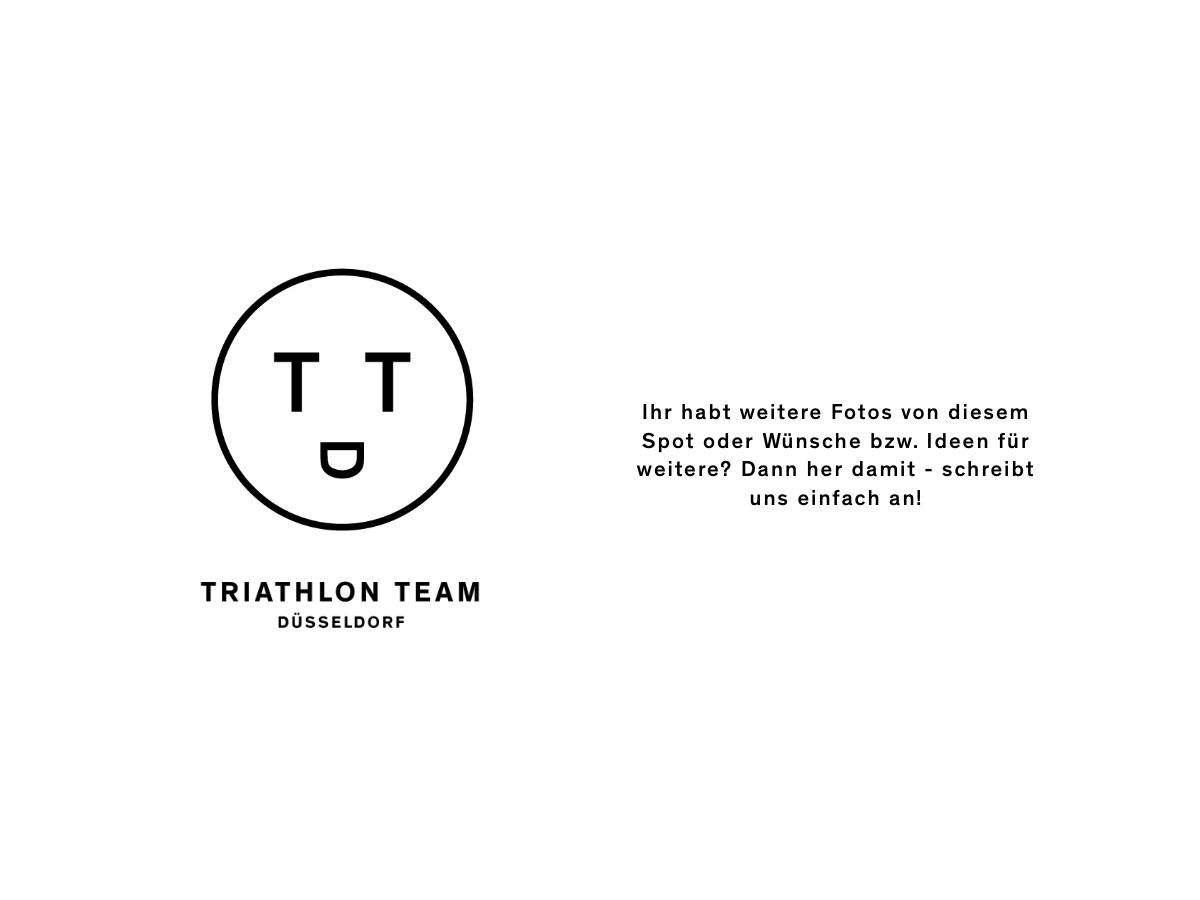 T T
D
TRIATHLON TEAM
DÜSSELDORF
Ihr habt weitere Fotos von diesem
Spot oder Wünsche bzw. Ideen für
weitere? Dann her damit - schreibt
uns einfach an!